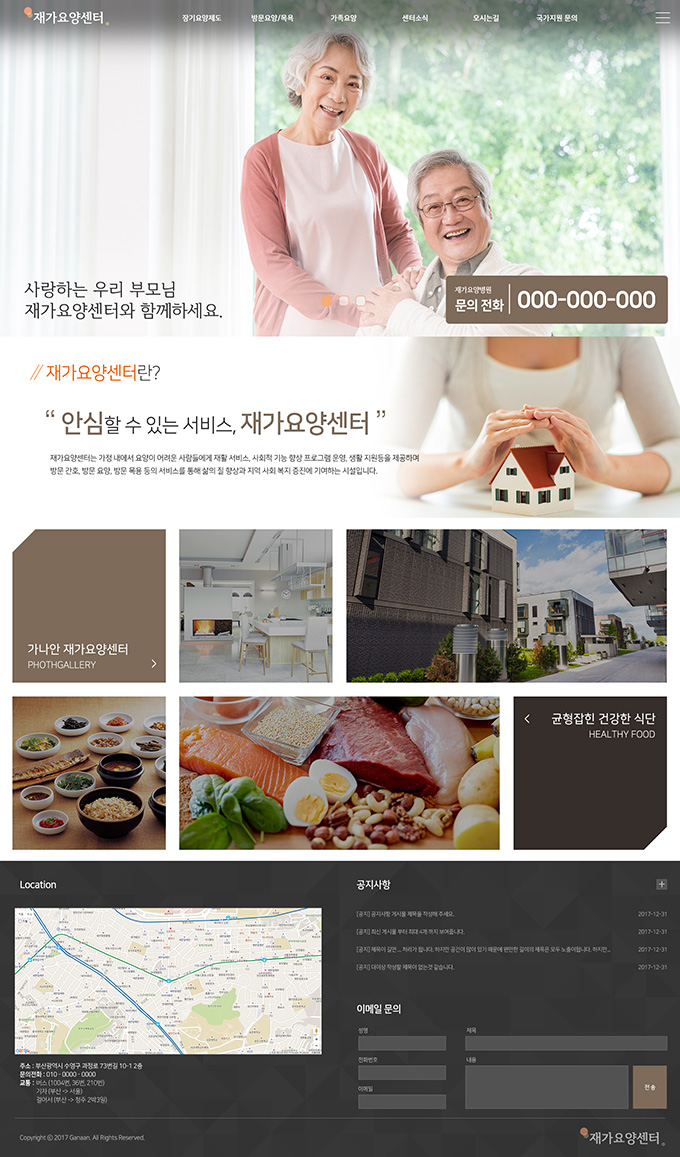 재가요양센터
장기요양제도 방문요양/목욕 가족요양 센터소식 오시는길 국가지원 문의
사랑하는 우리 부모님
재가요양센터와 함께하세요.
재가요양병원
문의 전화 000-000-000
// 재가요양센터란?
“ 안심할 수 있는 서비스, 재가요양센터 ”
재가요양센터는 가정 내에서 요양이 어려운 사람들에게 재활 서비스, 사회적 기능 향상 프로그램 운영, 생활 지원등을 제공하며
방문 간호, 방문 요양, 방문 목욕 등의 서비스를 통해 삶의 질 향상과 지역 사회 복지 증진에 기여하는 시설입니다.
가나안 재가요양센터
PHOTHGALLERY
균형잡힌 건강한 식단
HEALTHY FOOD
Location
주소 : 부산광역시 수영구 과정로 73번길 10-1 2층
문의전화 : 010 - 0000 - 0000
교통 : 버스 (1004번, 36번, 210번)
기차 (부산 -> 서울)
걸어서 (부산 -> 청주 2박3일)
공지사항
[공지] 공지사항 게시물 제목을 작성해 주세요. 2017-12-31
[공지] 최신 게시물 부터 최대 4개 까지 보여줍니다. 2017-12-31
[공지] 제목이 길면 ... 처리가 됩니다. 하지만 공간이 많이 있기 때문에 왠만한 길이의 제목은 모두 노출이됩니다. 하지만... 2017-12-31
[공지] 더이상 작성할 제목이 없는것 같습니다. 2017-12-31
이메일 문의
성명 제목
전화번호 내용
이메일
전송
Copyright © 2017 Ganaan. All Rights Reserved.
재가요양센터